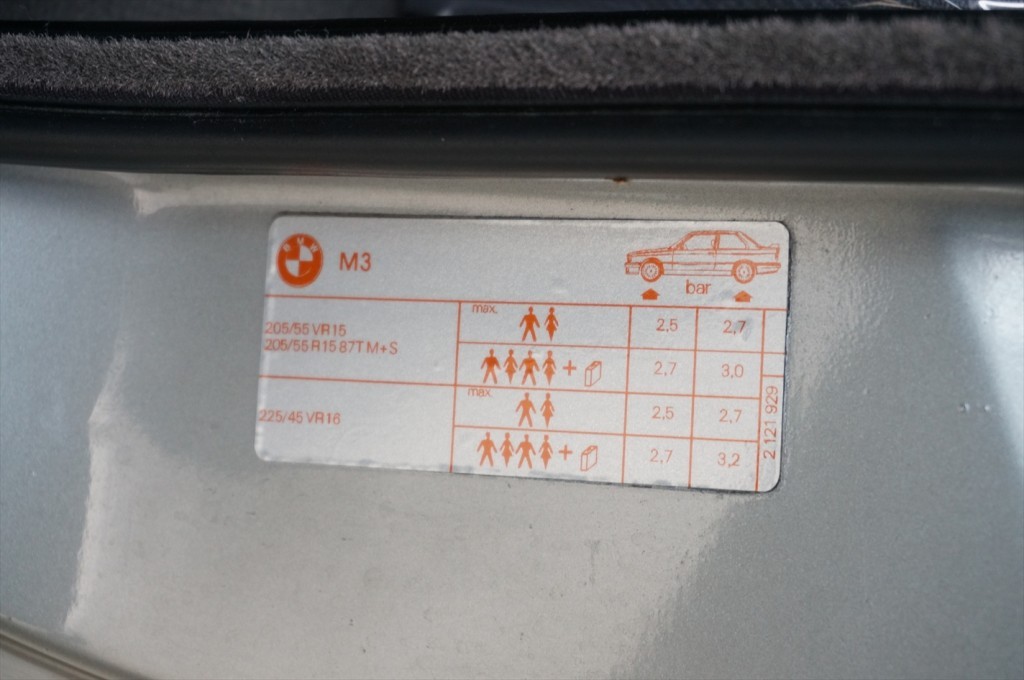 BMW
M3
bar
205/55 VR15
205/55 R15 87T M+S
max.
2,5 2,7
+ 2,7 3,0
225/45 VR16
max.
2,5 2,7
+ 2,7 3,2
2 121 929